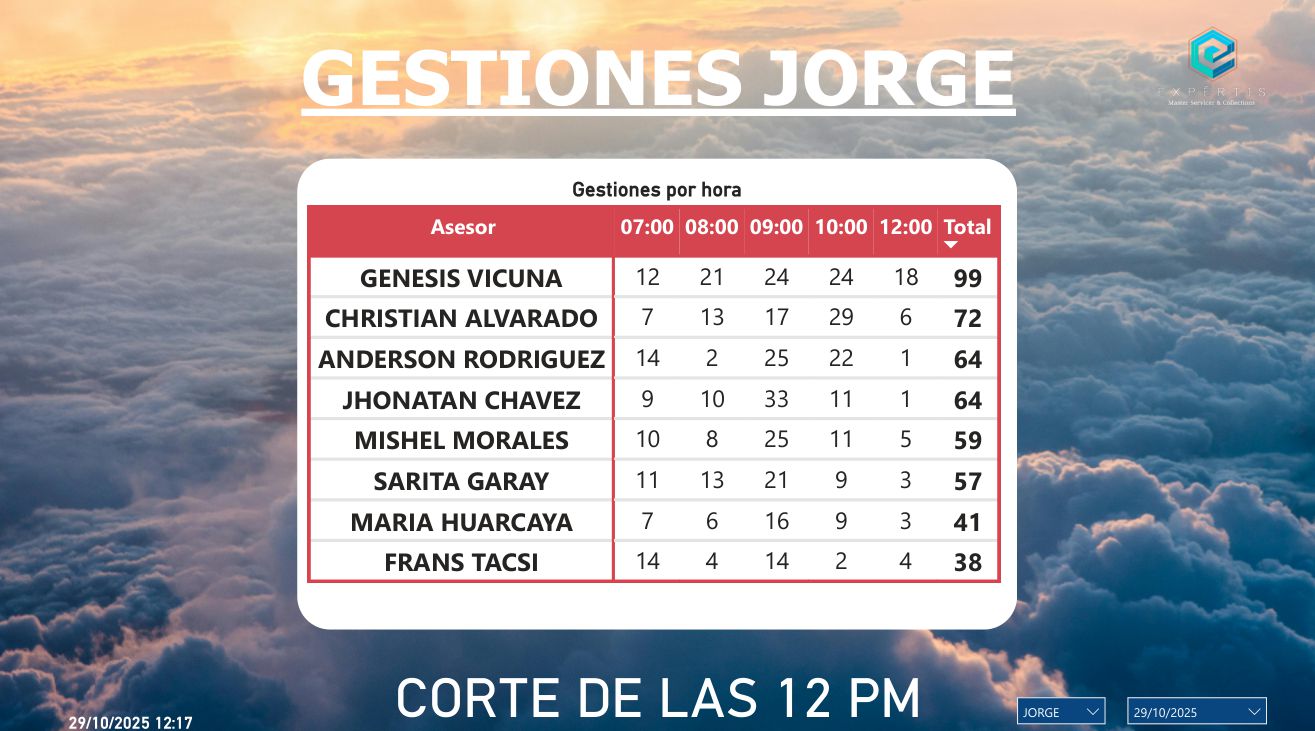 GESTIONES JORGE
EXPERTIS
Master Servicer & Collections
Gestiones por hora
Asesor 07:00 08:00 09:00 10:00 12:00 Total
GENESIS VICUNA 12 21 24 24 18 99
CHRISTIAN ALVARADO 7 13 17 29 6 72
ANDERSON RODRIGUEZ 14 2 25 22 1 64
JHONATAN CHAVEZ 9 10 33 11 1 64
MISHEL MORALES 10 8 25 11 5 59
SARITA GARAY 11 13 21 9 3 57
MARIA HUARCAYA 7 6 16 9 3 41
FRANS TACSI 14 4 14 2 4 38
CORTE DE LAS 12 PM
29/10/2025 12:17
JORGE
29/10/2025